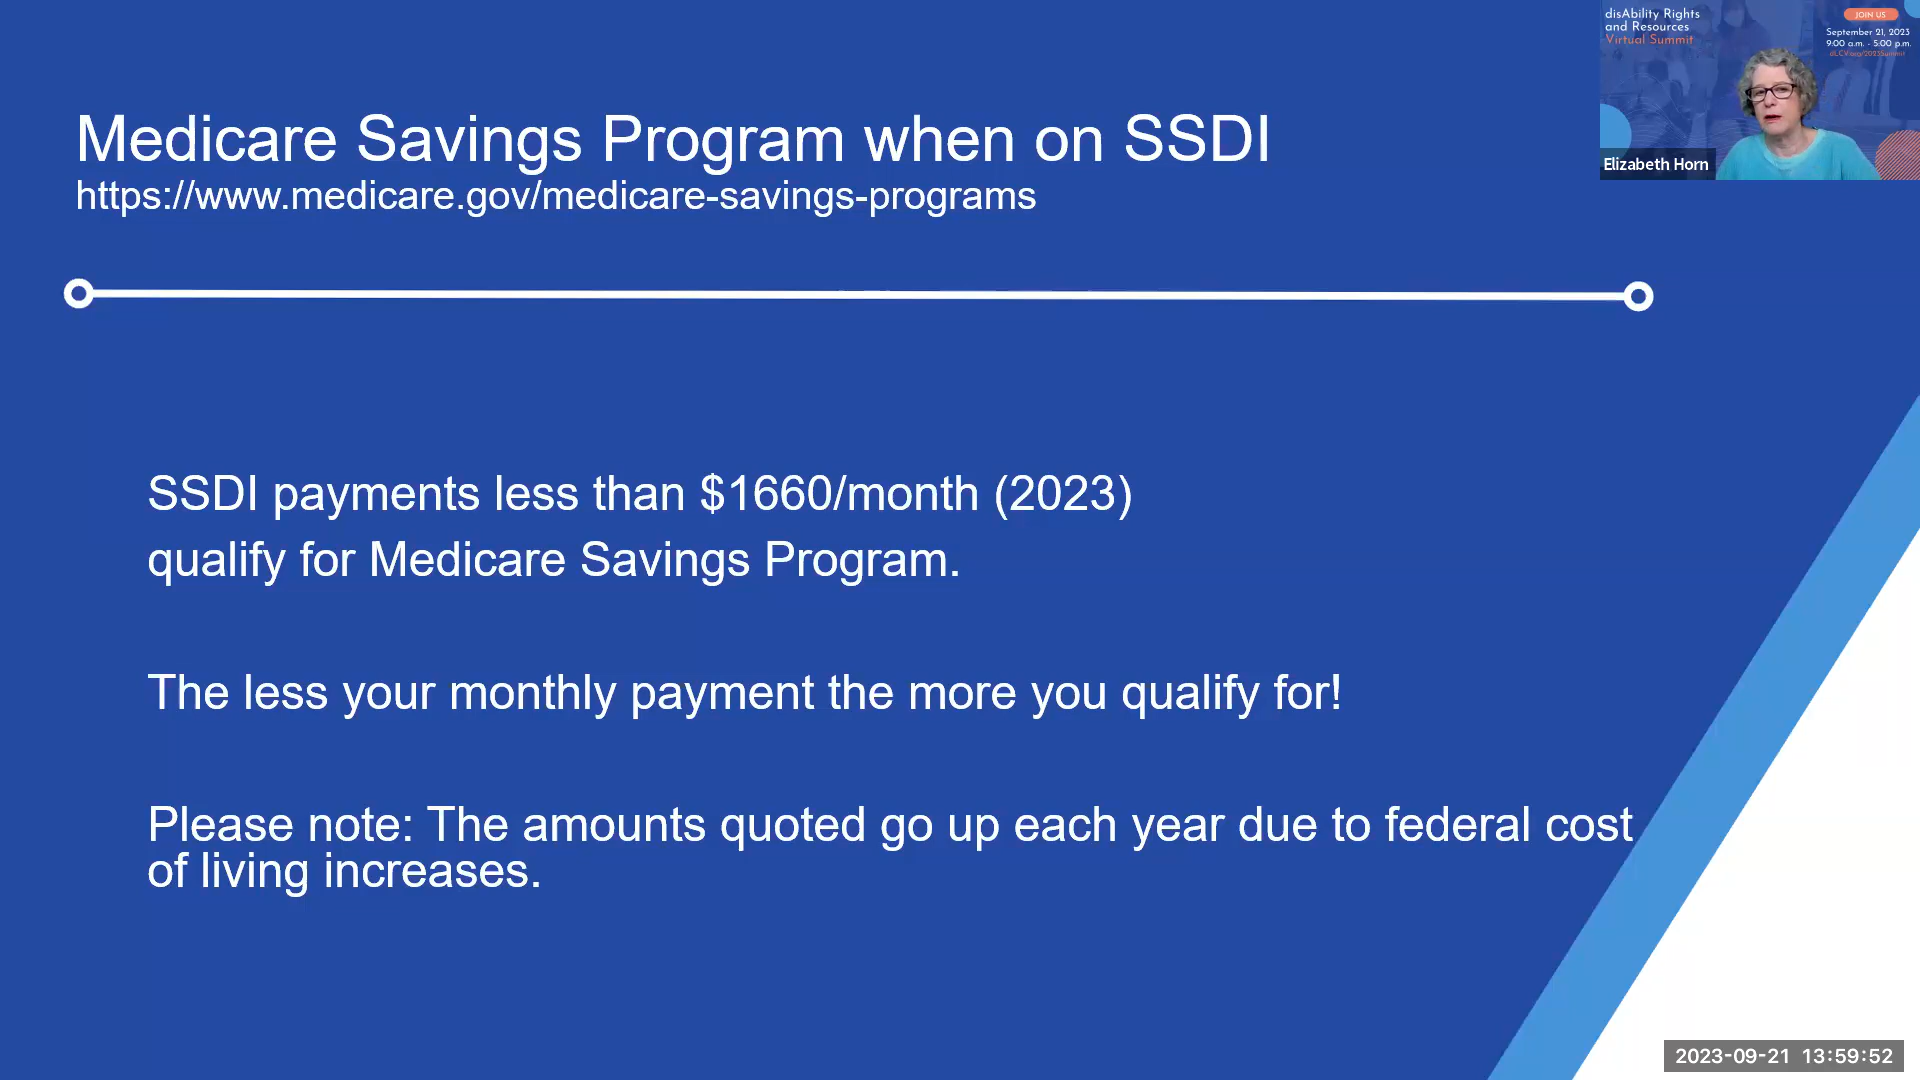 Medicare Savings Program when on SSDI
https://www.medicare.gov/medicare-savings-programs
SSDI payments less than $1660/month (2023)
qualify for Medicare Savings Program.
The less your monthly payment the more you qualify for!
Please note: The amounts quoted go up each year due to federal cost
of living increases.
disAbility Rights
and Resources
Virtual Summit
JOIN US
September 21, 2023
9:00 a.m. - 5:00 p.m.
dLCV.org/2023Summit
Elizabeth Horn
2023-09-21 13:59:52